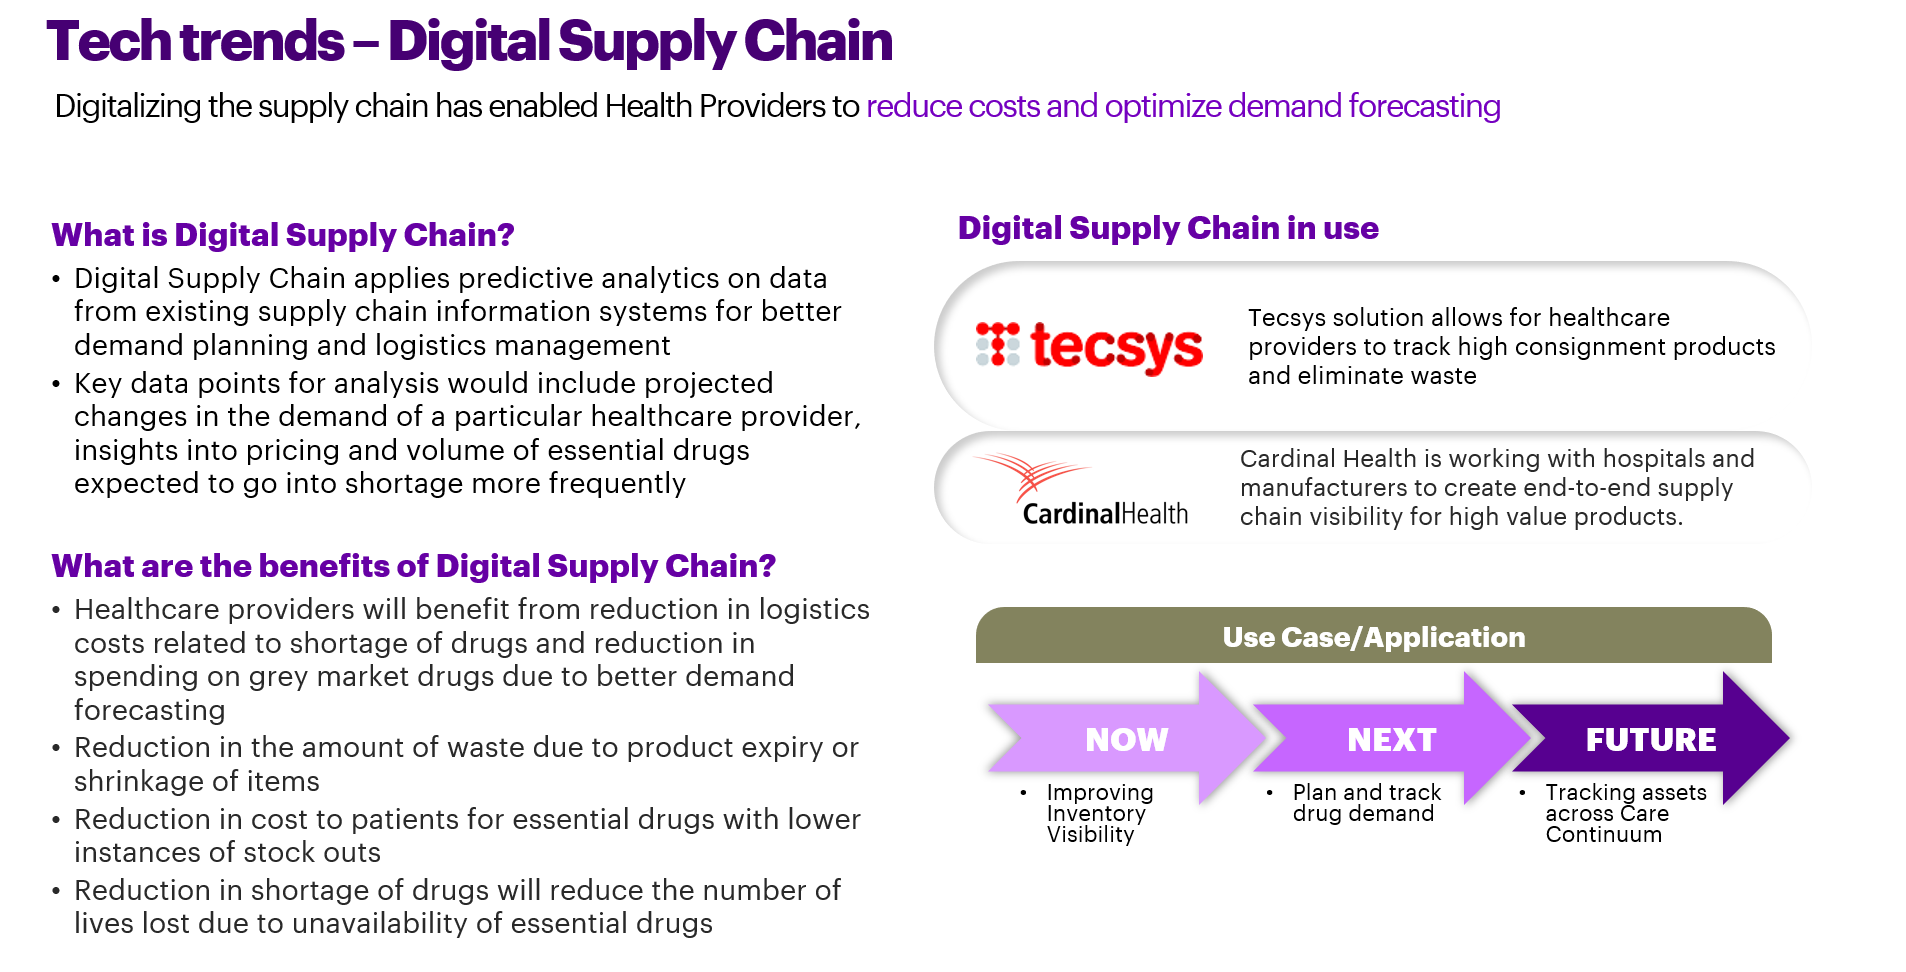 Tech trends – Digital Supply Chain
Digitalizing the supply chain has enabled Health Providers to reduce costs and optimize demand forecasting
What is Digital Supply Chain?
• Digital Supply Chain applies predictive analytics on data
from existing supply chain information systems for better
demand planning and logistics management
• Key data points for analysis would include projected
changes in the demand of a particular healthcare provider,
insights into pricing and volume of essential drugs
expected to go into shortage more frequently
What are the benefits of Digital Supply Chain?
• Healthcare providers will benefit from reduction in logistics
costs related to shortage of drugs and reduction in
spending on grey market drugs due to better demand
forecasting
• Reduction in the amount of waste due to product expiry or
shrinkage of items
• Reduction in cost to patients for essential drugs with lower
instances of stock outs
• Reduction in shortage of drugs will reduce the number of
lives lost due to unavailability of essential drugs
Digital Supply Chain in use
tecsys
Tecsys solution allows for healthcare
providers to track high consignment products
and eliminate waste
CardinalHealth
Cardinal Health is working with hospitals and
manufacturers to create end-to-end supply
chain visibility for high value products.
Use Case/Application
NOW
• Improving
Inventory
Visibility
NEXT
• Plan and track
drug demand
FUTURE
• Tracking assets
across Care
Continuum